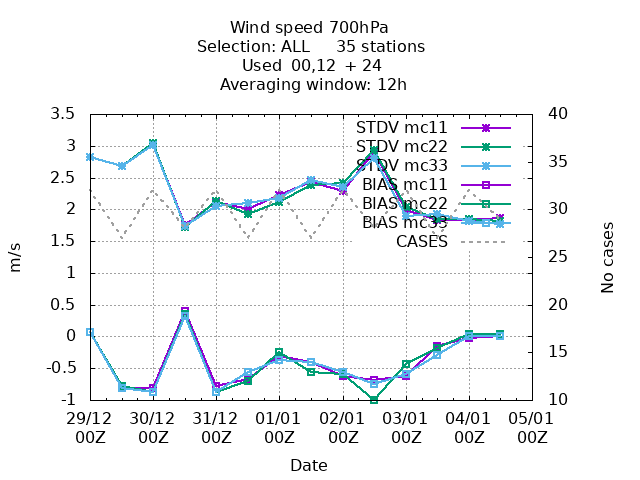 Wind speed 700hPa
Selection: ALL 35 stations
Used 00,12 + 24
Averaging window: 12h
3.5
3
2.5
2
1.5
1
0.5
0
-0.5
-1
m/s
40
35
30
25
20
15
10
No cases
STDV mc11
STDV mc22
STDV mc33
BIAS mc11
BIAS mc22
BIAS mc33
CASES
29/12 30/12 31/12 01/01 02/01 03/01 04/01 05/01
00Z 00Z 00Z 00Z 00Z 00Z 00Z 00Z
Date